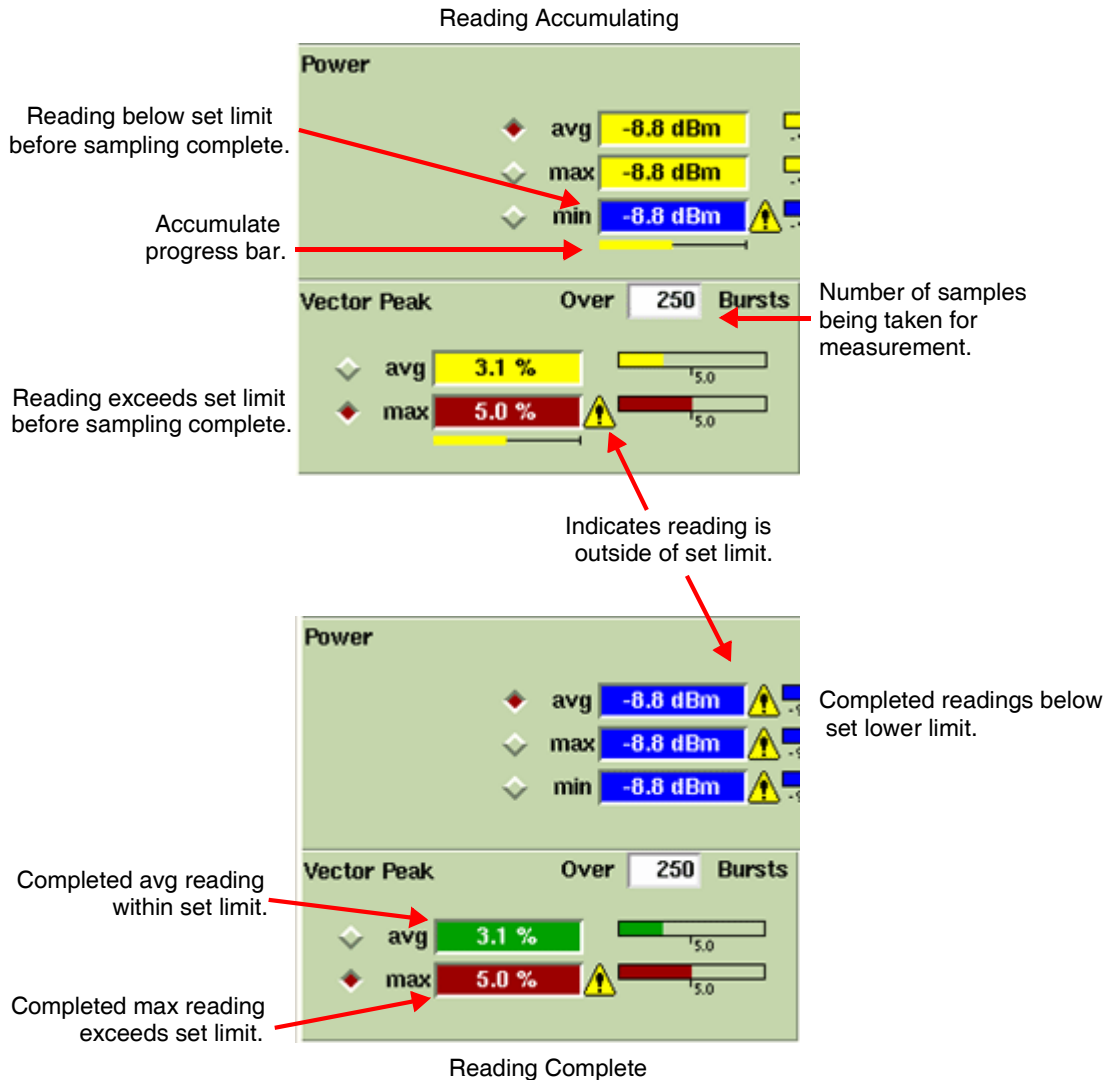 Reading Accumulating
Power
Reading below set limit
before sampling complete.
avg -8.8 dBm
max -8.8 dBm
min -8.8 dBm
Accumulate
progress bar.
Vector Peak Over 250 Bursts
Number of samples
being taken for
measurement.
avg 3.1 %
5.0
Reading exceeds set limit
before sampling complete.
max 5.0 %
5.0
Indicates reading is
outside of set limit.
Power
avg -8.8 dBm
max -8.8 dBm
min -8.8 dBm
Completed readings below
set lower limit.
Vector Peak Over 250 Bursts
Completed avg reading
within set limit.
avg 3.1 %
5.0
max 5.0 %
5.0
Completed max reading
exceeds set limit.
Reading Complete